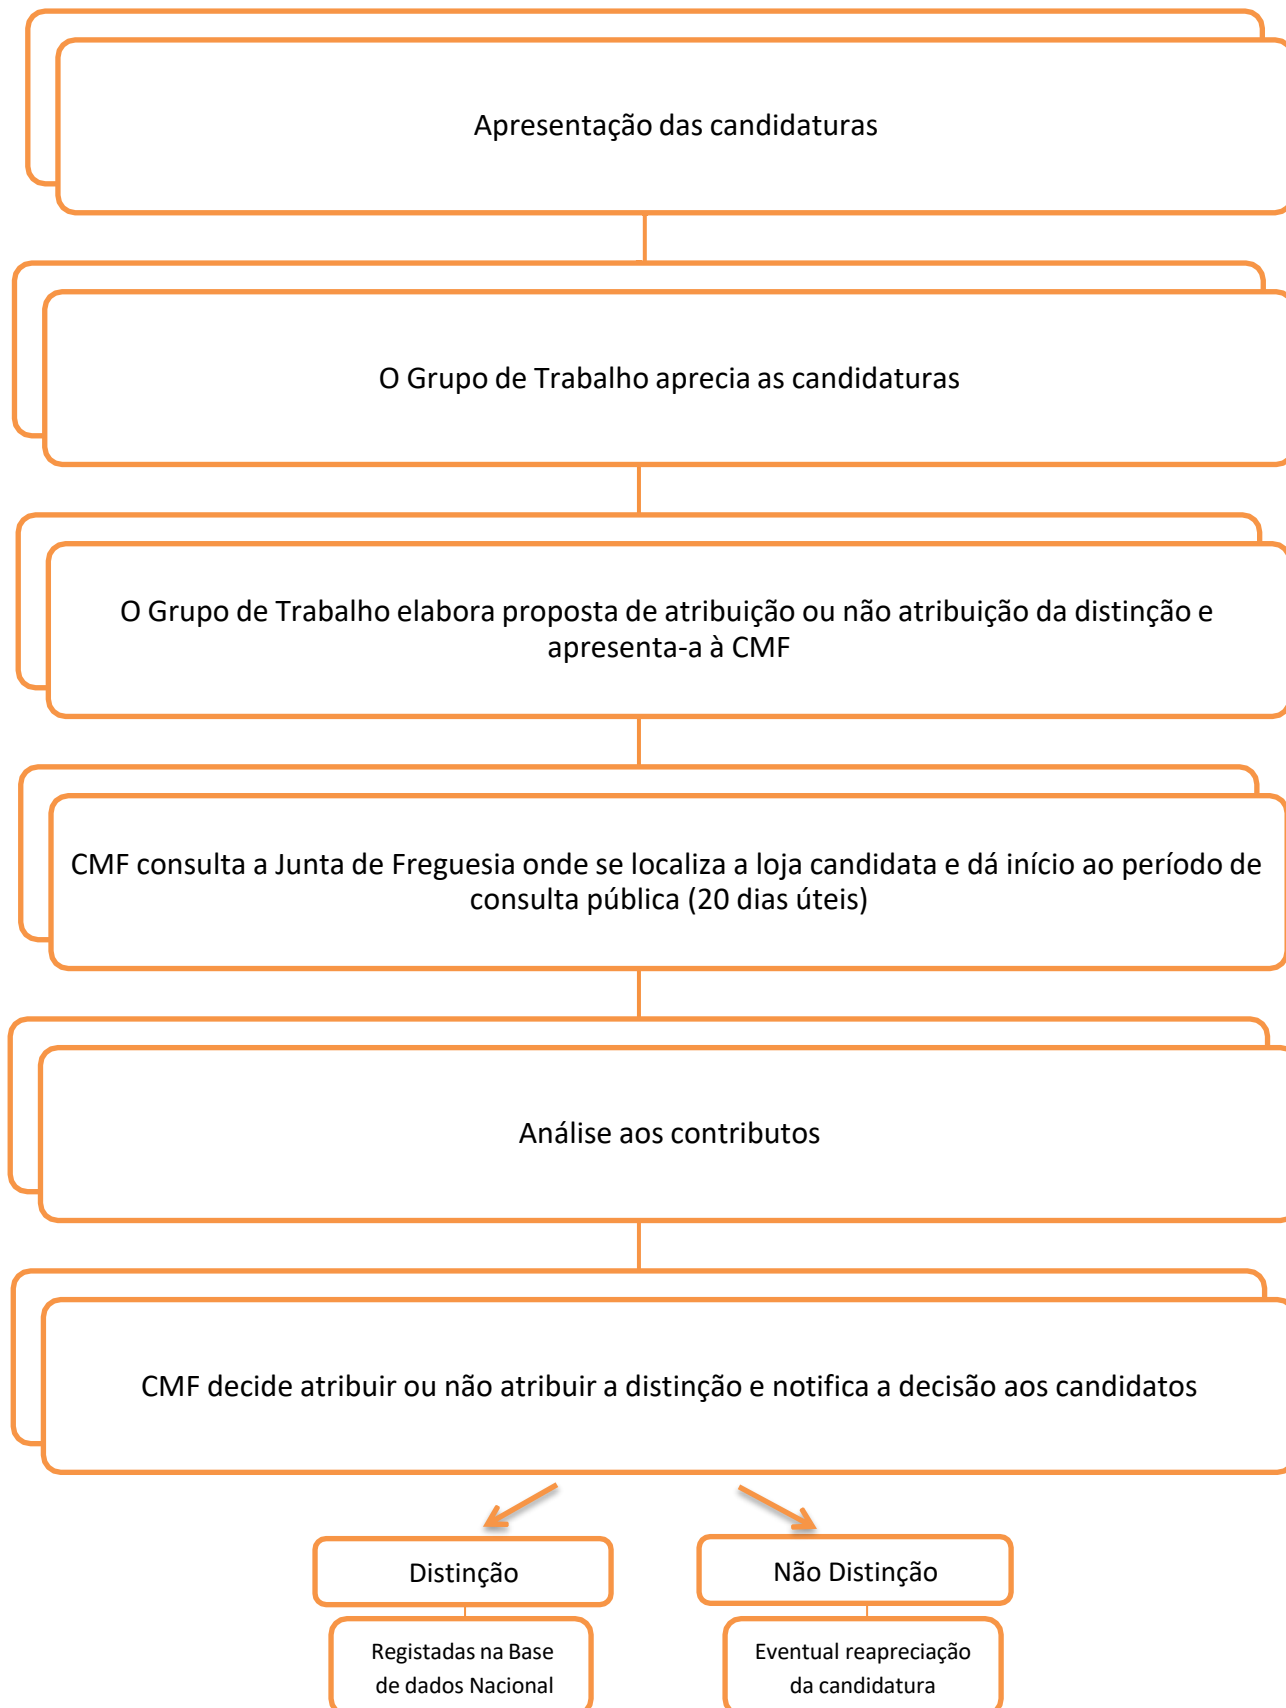 Apresentação das candidaturas
O Grupo de Trabalho aprecia as candidaturas
O Grupo de Trabalho elabora proposta de atribuição ou não atribuição da distinção e
apresenta-a à CMF
CMF consulta a Junta de Freguesia onde se localiza a loja candidata e dá início ao período de
consulta pública (20 dias úteis)
Análise aos contributos
CMF decide atribuir ou não atribuir a distinção e notifica a decisão aos candidatos
Distinção
Não Distinção
Registadas na Base
de dados Nacional
Eventual reapreciação
da candidatura